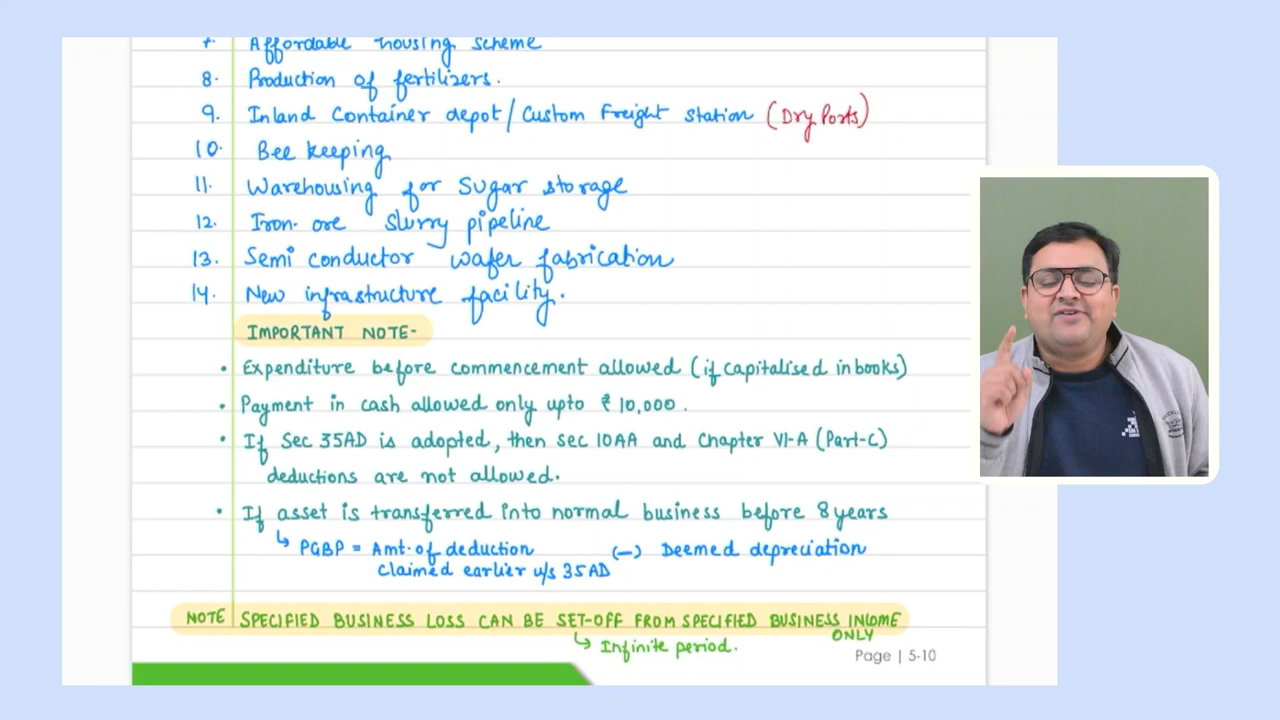 7. Affordable housing scheme
8. Production of fertilizers.
9. Inland Container depot / Custom Freight Station (Dry Ports)
10. Bee keeping
11. Warehousing for Sugar storage
12. Iron-ore slurry pipeline
13. Semi conductor wafer fabrication
14. New infrastructure facility.
IMPORTANT NOTE-
• Expenditure before commencement allowed (if capitalised in books)
• Payment in cash allowed only upto ₹ 10,000.
• If Sec 35AD is adopted, then sec 10AA and Chapter VI-A (Part-C)
deductions are not allowed.
• If asset is transferred into normal business before 8 years
↳ PGBP = Amt. of deduction (-) Deemed depreciation
claimed earlier u/s 35AD
NOTE SPECIFIED BUSINESS LOSS CAN BE SET-OFF FROM SPECIFIED BUSINESS INCOME
ONLY
↳ Infinite period.
Page | 5-10